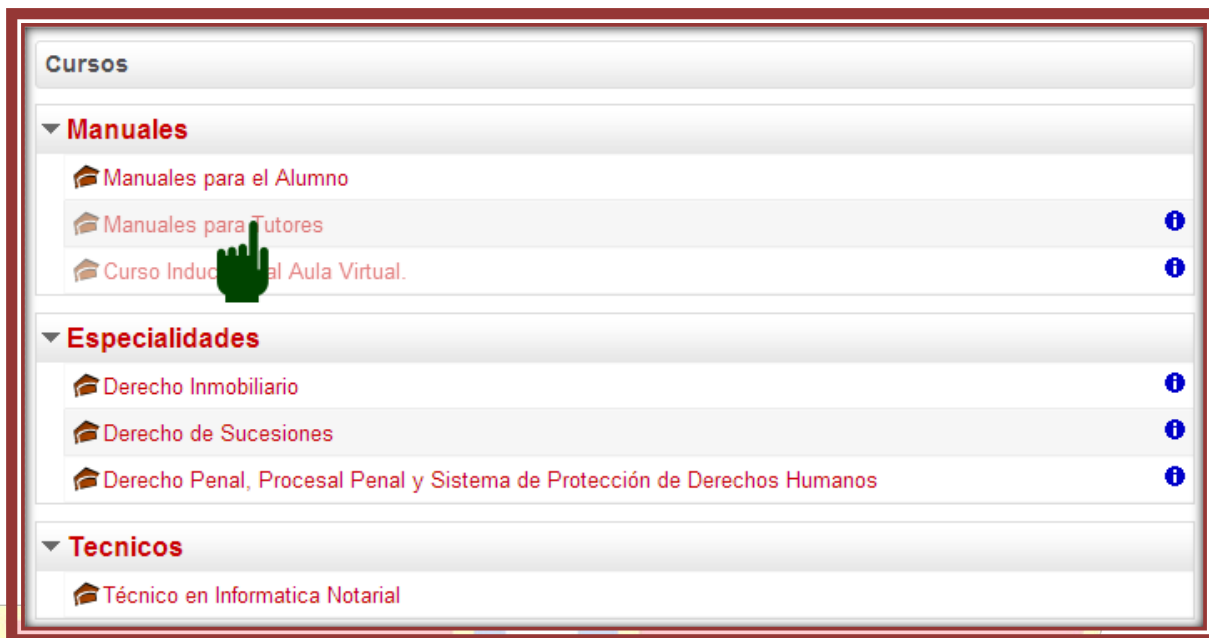 Cursos
Manuales
Manuales para el Alumno
Manuales para Tutores
Curso al Aula Virtual.
Especialidades
Derecho Inmobiliario
Derecho de Sucesiones
Derecho Penal, Procesal Penal y Sistema de Protección de Derechos Humanos
Tecnicos
Técnico en Informatica Notarial